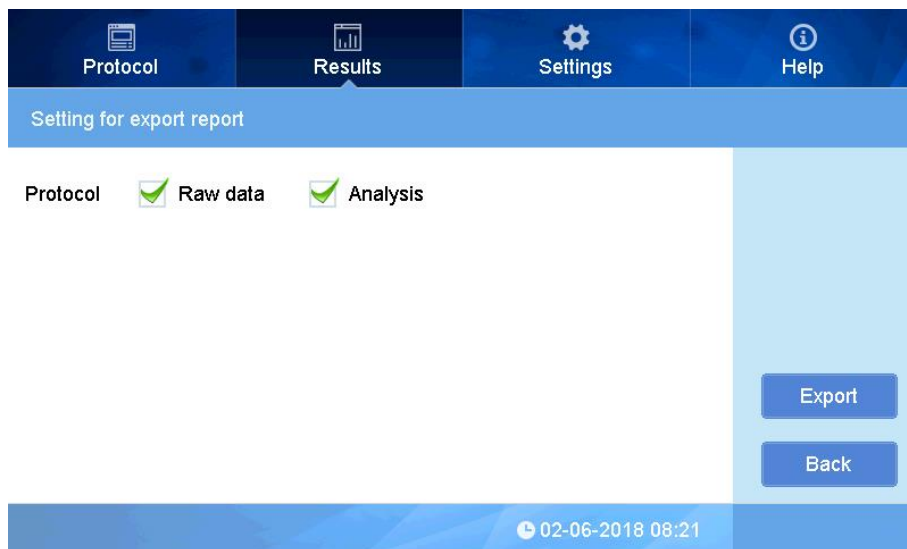 Protocol Results Settings Help
Setting for export report
Protocol Raw data Analysis
Export
Back
02-06-2018 08:21